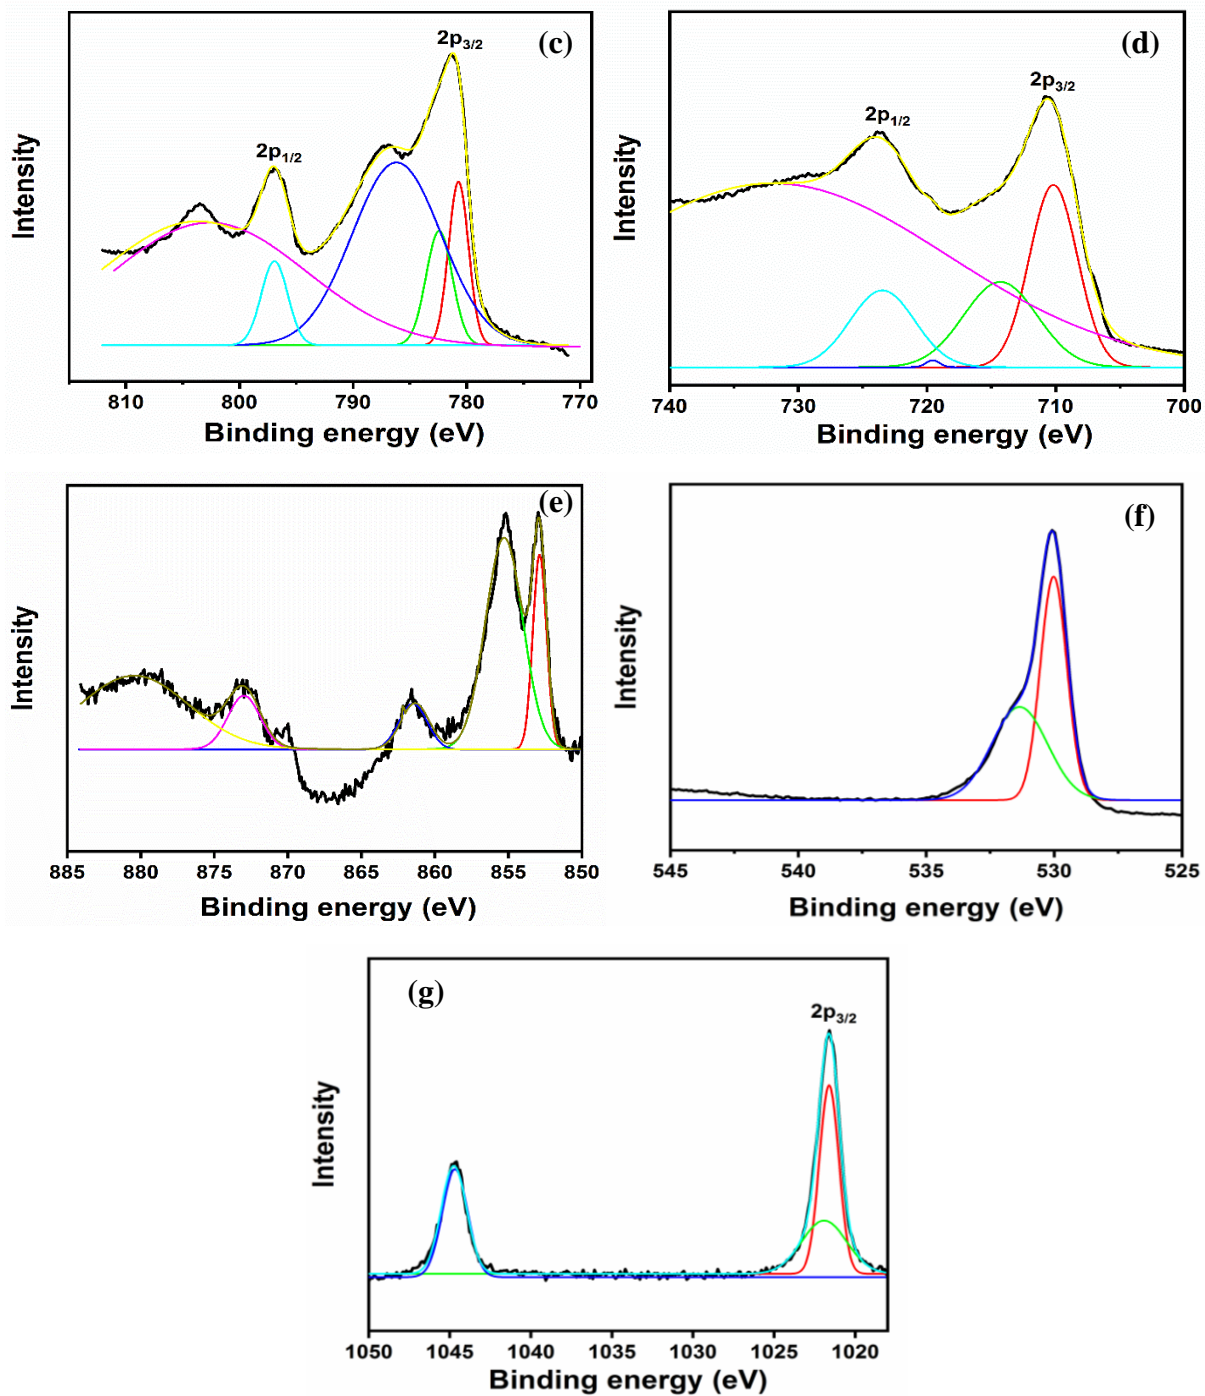 (c)
2p3/2
2p1/2
Intensity
810 800 790 780 770
Binding energy (eV)
(d)
2p3/2
2p1/2
Intensity
740 730 720 710 700
Binding energy (eV)
(e)
Intensity
885 880 875 870 865 860 855 850
Binding energy (eV)
(f)
Intensity
545 540 535 530 525
Binding energy (eV)
(g)
2p3/2
Intensity
1050 1045 1040 1035 1030 1025 1020
Binding energy (eV)